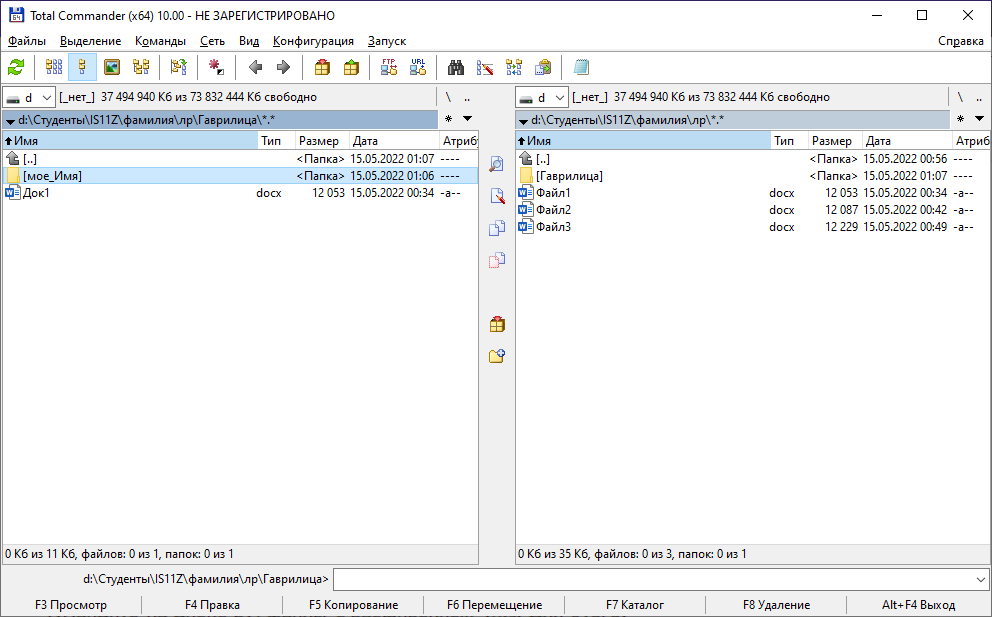 Total Commander (x64) 10.00 - НЕ ЗАРЕГИСТРИРОВАНО
Файлы Выделение Команды Сеть Вид Конфигурация Запуск Справка
FTP URL
d [_нет_] 37 494 940 Кб из 73 832 444 Кб свободно \ ..
d:\Студенты\IS11Z\фамилия\лр\Гаврилица\*.* *
Имя Тип Размер Дата Атриб
[..] <Папка> 15.05.2022 01:07 ----
[мое_Имя] <Папка> 15.05.2022 01:06 ----
Док1 docx 12 053 15.05.2022 00:34 -a--
0 Кб из 11 Кб, файлов: 0 из 1, папок: 0 из 1
d [_нет_] 37 494 940 Кб из 73 832 444 Кб свободно \ ..
d:\Студенты\IS11Z\фамилия\лр\*.* *
Имя Тип Размер Дата Атриб
[..] <Папка> 15.05.2022 00:56 ----
[Гаврилица] <Папка> 15.05.2022 01:07 ----
Файл1 docx 12 053 15.05.2022 00:34 -a--
Файл2 docx 12 087 15.05.2022 00:42 -a--
Файл3 docx 12 229 15.05.2022 00:49 -a--
0 Кб из 35 Кб, файлов: 0 из 3, папок: 0 из 1
d:\Студенты\IS11Z\фамилия\лр\Гаврилица>
F3 Просмотр F4 Правка F5 Копирование F6 Перемещение F7 Каталог F8 Удаление Alt+F4 Выход